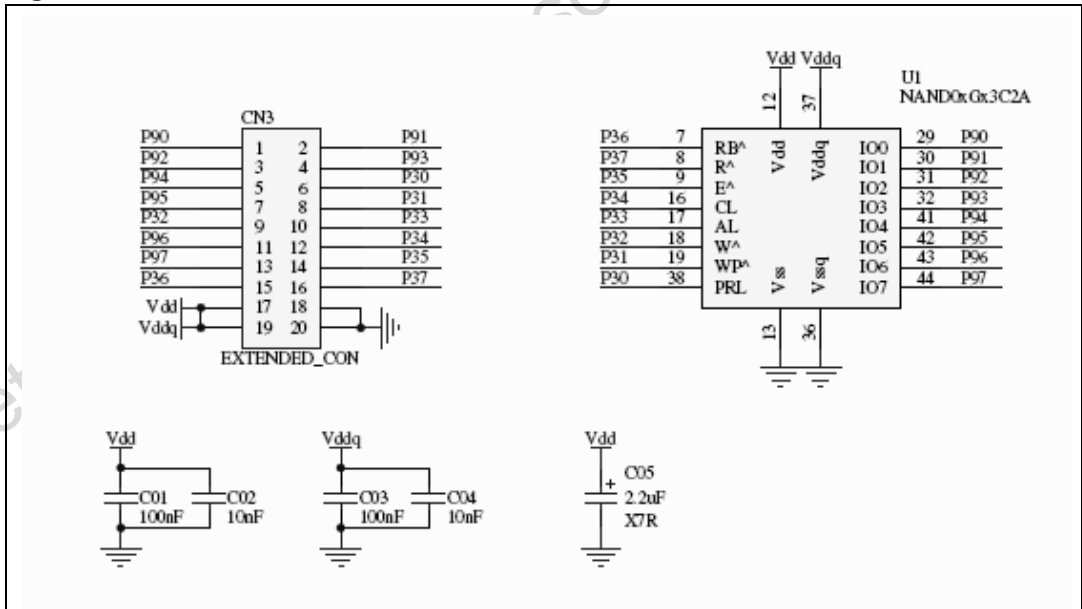 CN3
P90 1 2 P91
P92 3 4 P93
P94 5 6 P30
P95 7 8 P31
P32 9 10 P33
P96 11 12 P34
P97 13 14 P35
P36 15 16 P37
Vdd 17 18
Vddq 19 20
EXTENDED_CON
Vdd Vddq
U1
NAND0xGx3C2A
12 37
Vdd Vddq
P36 7 RB^ IO0 29 P90
P37 8 R^ IO1 30 P91
P35 9 E^ IO2 31 P92
P34 16 CL IO3 32 P93
P33 17 AL IO4 41 P94
P32 18 W^ IO5 42 P95
P31 19 WP^ IO6 43 P96
P30 38 PRL IO7 44 P97
Vss Vssq
13 36
Vdd
C01
100nF
C02
10nF
Vddq
C03
100nF
C04
10nF
Vdd
+ C05
2.2uF
X7R